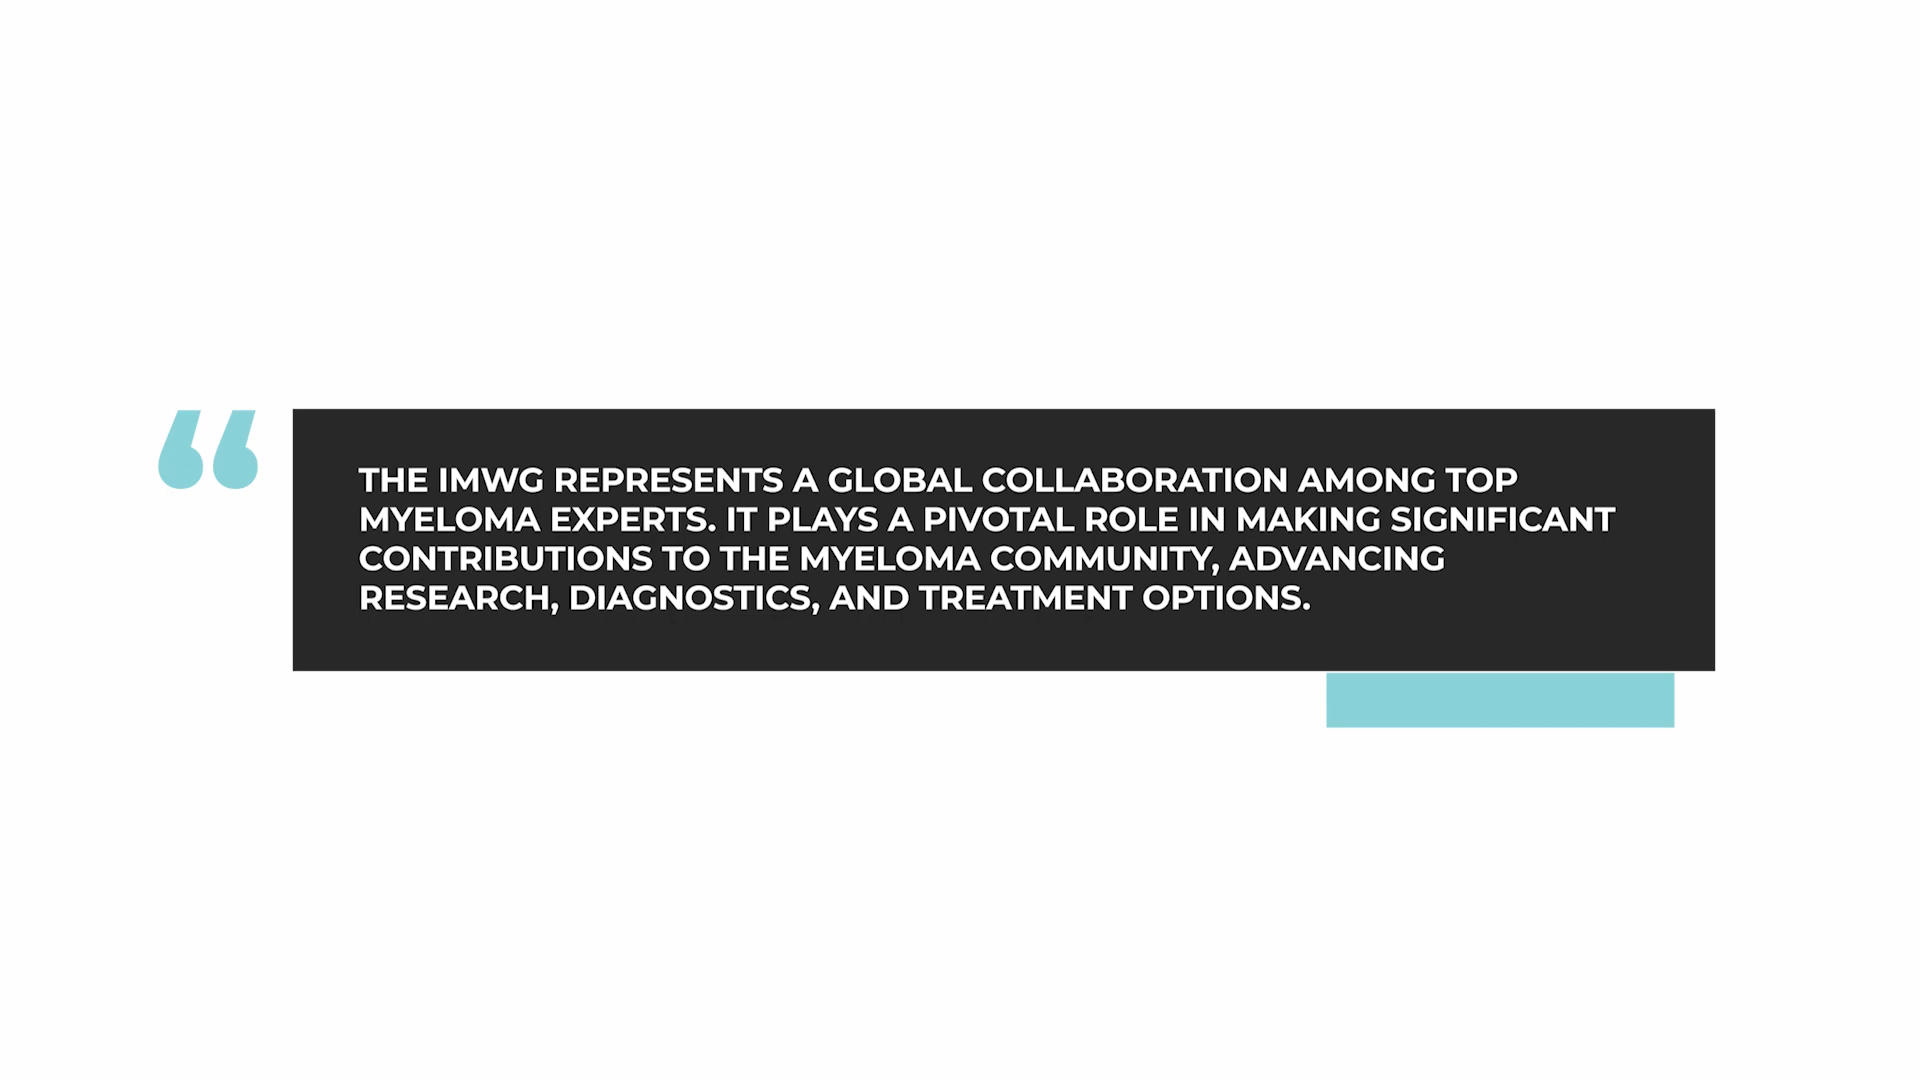 “
THE IMWG REPRESENTS A GLOBAL COLLABORATION AMONG TOP
MYELOMA EXPERTS. IT PLAYS A PIVOTAL ROLE IN MAKING SIGNIFICANT
CONTRIBUTIONS TO THE MYELOMA COMMUNITY, ADVANCING
RESEARCH, DIAGNOSTICS, AND TREATMENT OPTIONS.